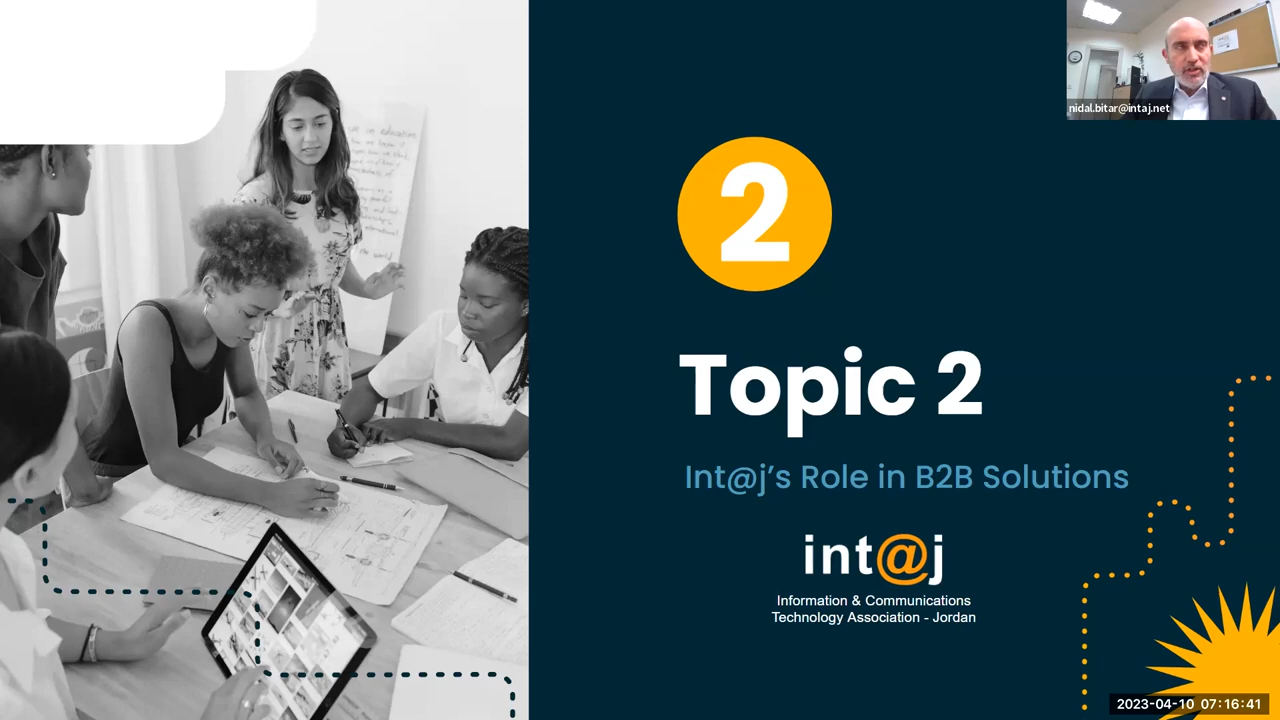 nidal.bitar@intaj.net
2
Topic 2
Int@j’s Role in B2B Solutions
int@j
Information & Communications
Technology Association - Jordan
2023-04-10 07:16:41